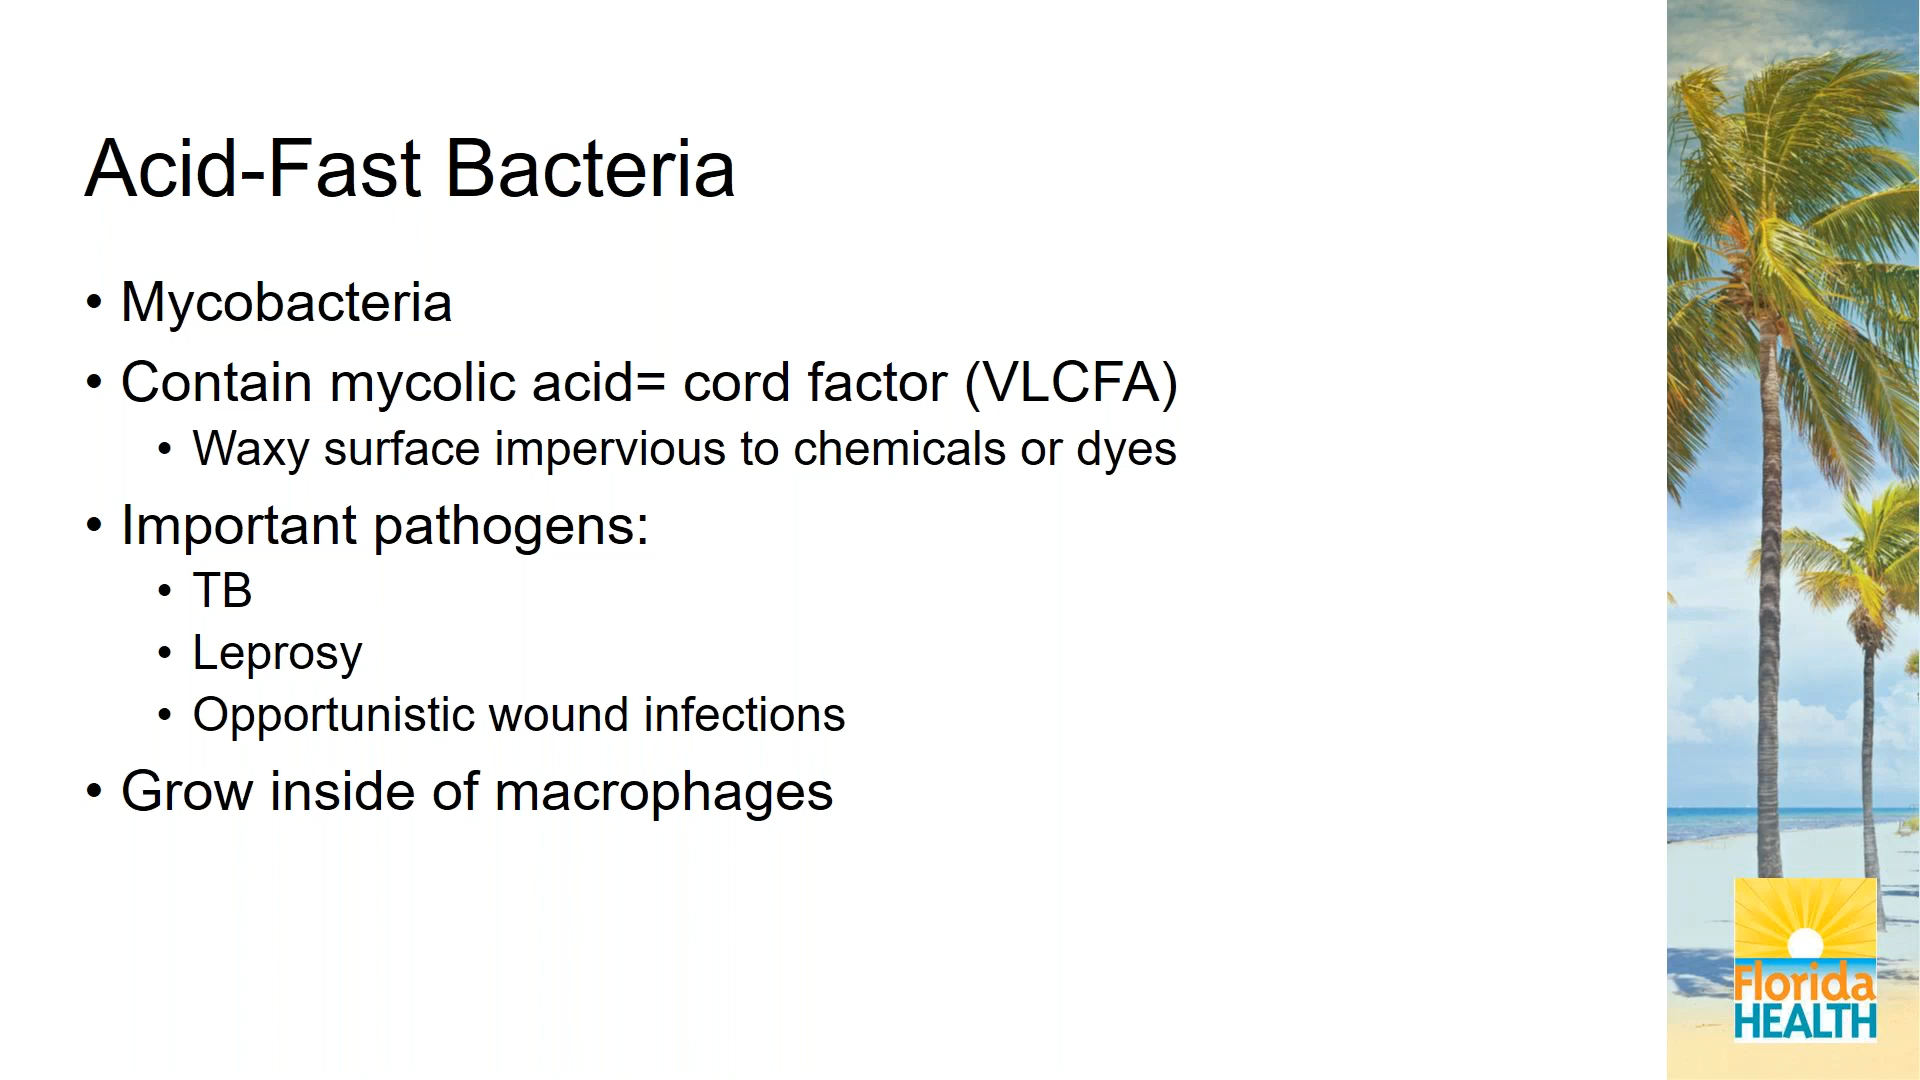 Acid-Fast Bacteria
• Mycobacteria
• Contain mycolic acid= cord factor (VLCFA)
• Waxy surface impervious to chemicals or dyes
• Important pathogens:
• TB
• Leprosy
• Opportunistic wound infections
• Grow inside of macrophages
Florida
HEALTH